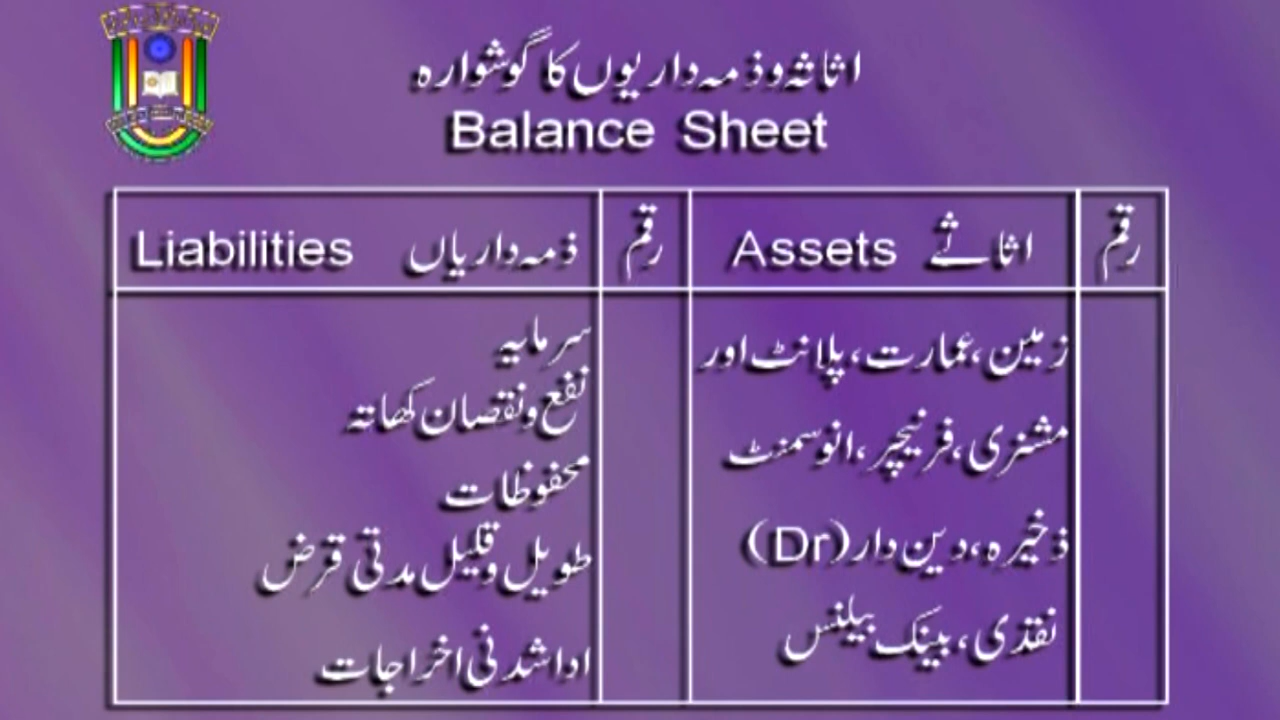 اثاثہ و ذمہ داریوں کا گوشوارہ
Balance Sheet
Liabilities ذمہ داریاں
رقم
Assets اثاثے
رقم
سرمایہ
نفع و نقصان کھاتہ
محفوظات
طویل و قلیل مدتی قرض
اداشدنی اخراجات
زمین، عمارت، پلانٹ اور
مشنری، فرنیچر، انوسمنٹ
ذخیرہ، دین دار (Dr)
نقدی، بینک بیلنس